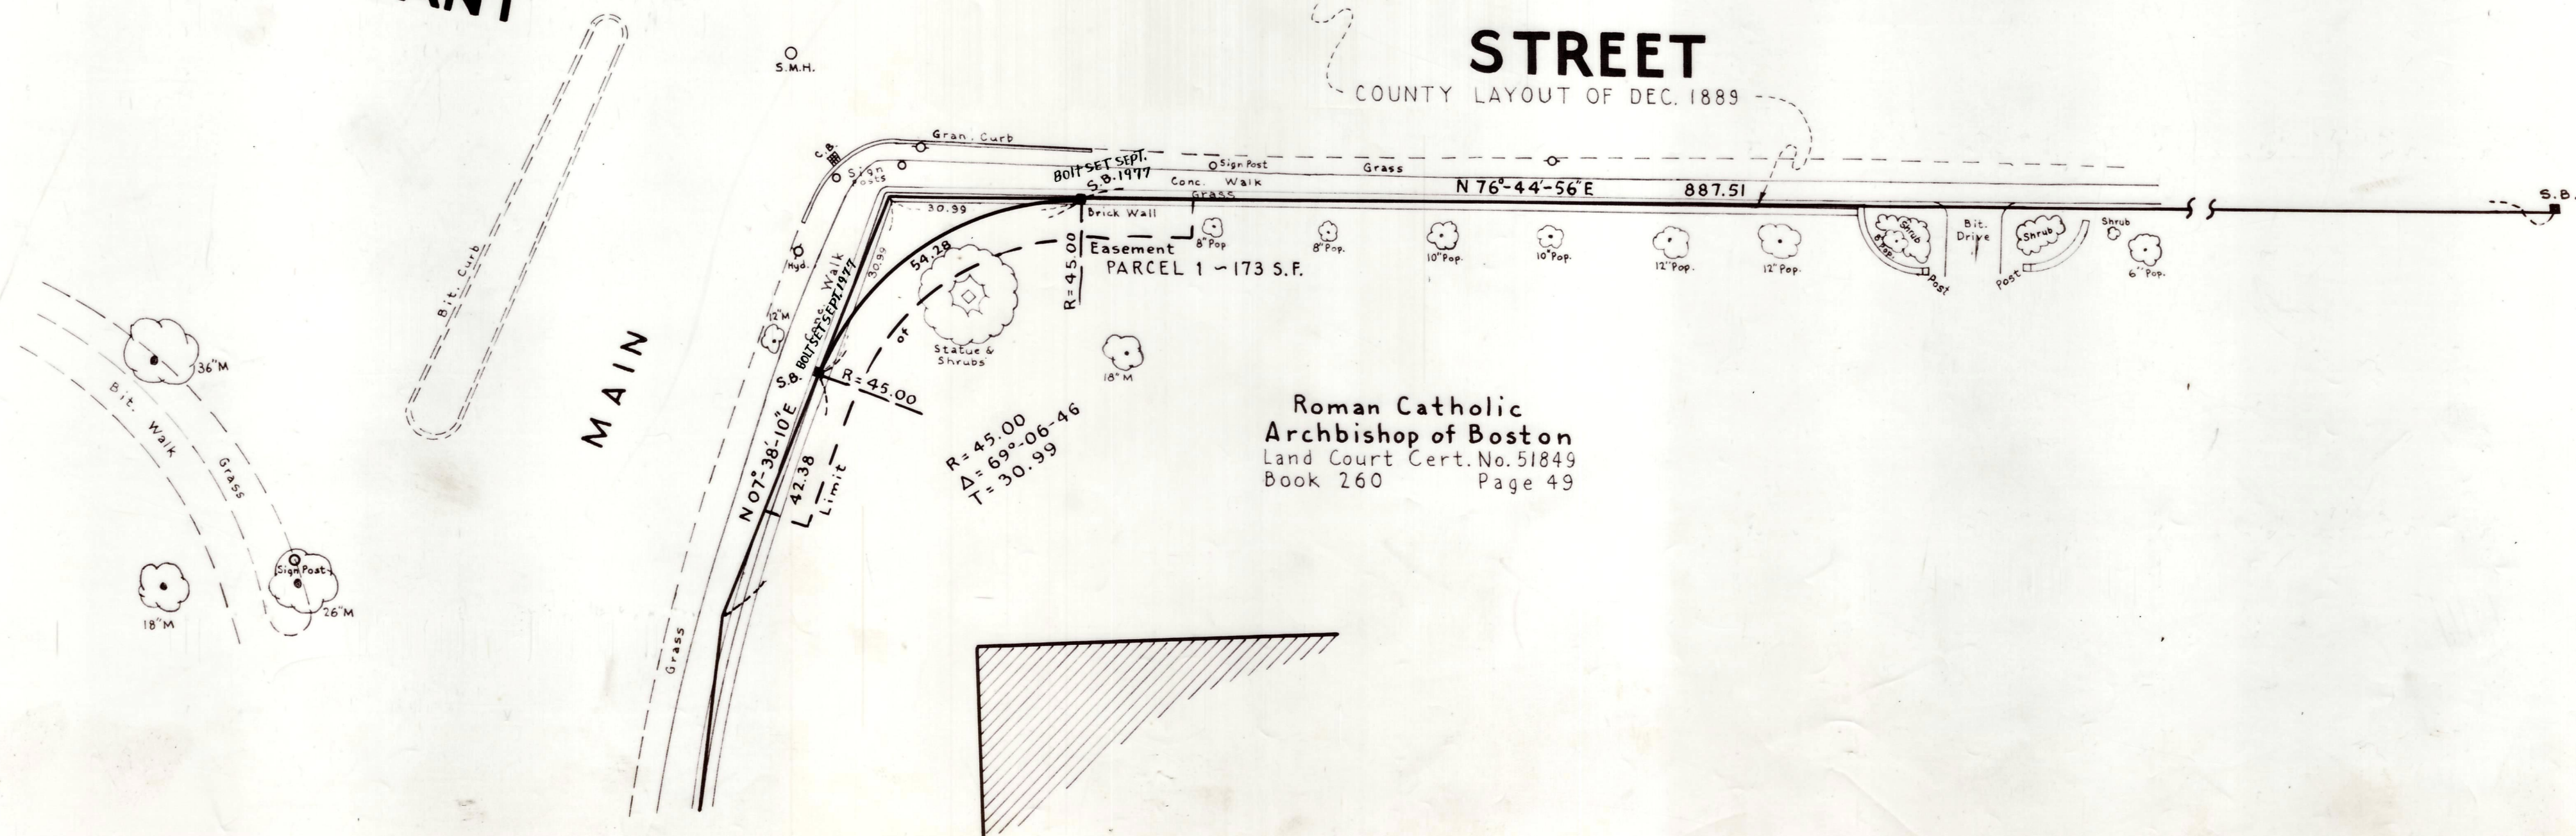 STREET
COUNTY LAYOUT OF DEC. 1889
S.M.H.
Gran. Curb
C.B.
Sign
Posts
BOLT SET SEPT.
S.B. 1977
Sign Post
Grass
Conc. Walk
Grass
N 76°-44'-56"E 887.51
S.B.
30.99
Brick Wall
30.99
54.28
R=45.00
Easement
PARCEL 1 ~ 173 S.F.
8"Pop
8"Pop.
10"Pop.
10"Pop.
12"Pop.
12"Pop.
Shrub
8"Pop.
Post
Bit.
Drive
Shrub
Post
Shrub
6"Pop.
Hyd.
Conc. Walk
BOLT SET SEPT. 1977
12"M
of
Statue &
Shrubs
18"M
Bit. Curb
MAIN
S.B.
R=45.00
36"M
Bit. Walk
Grass
N 07°-38'-10"E
42.38
Limit
R=45.00
Δ=69°-06-46
T=30.99
Roman Catholic
Archbishop of Boston
Land Court Cert. No. 51849
Book 260 Page 49
Sign Post
26"M
18"M
Grass